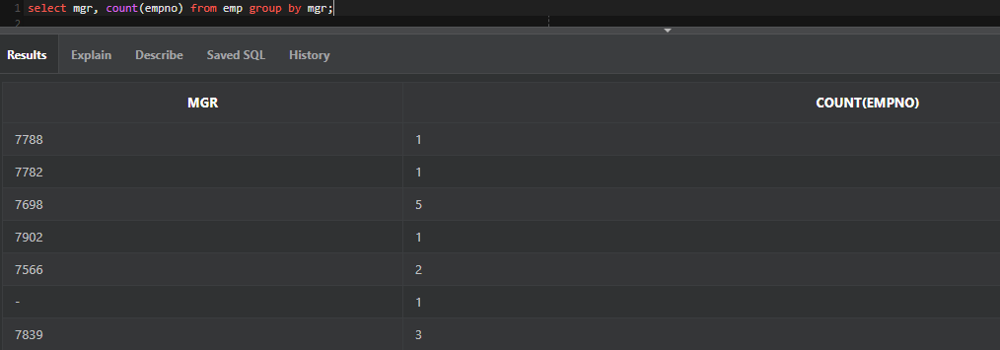 1 select mgr, count(empno) from emp group by mgr;
2
Results Explain Describe Saved SQL History
MGR COUNT(EMPNO)
7788 1
7782 1
7698 5
7902 1
7566 2
- 1
7839 3